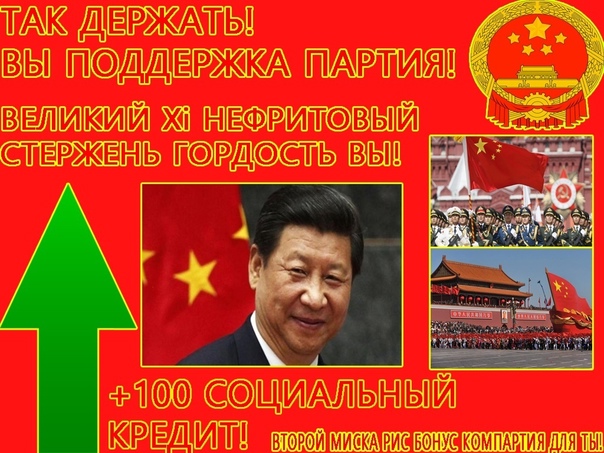 ТАК ДЕРЖАТЬ!
ВЫ ПОДДЕРЖКА ПАРТИЯ!
ВЕЛИКИЙ Xi НЕФРИТОВЫЙ
СТЕРЖЕНЬ ГОРДОСТЬ ВЫ!
+100 СОЦИАЛЬНЫЙ
КРЕДИТ!
ВТОРОЙ МИСКА РИС БОНУС КОМПАРТИЯ ДЛЯ ТЫ!